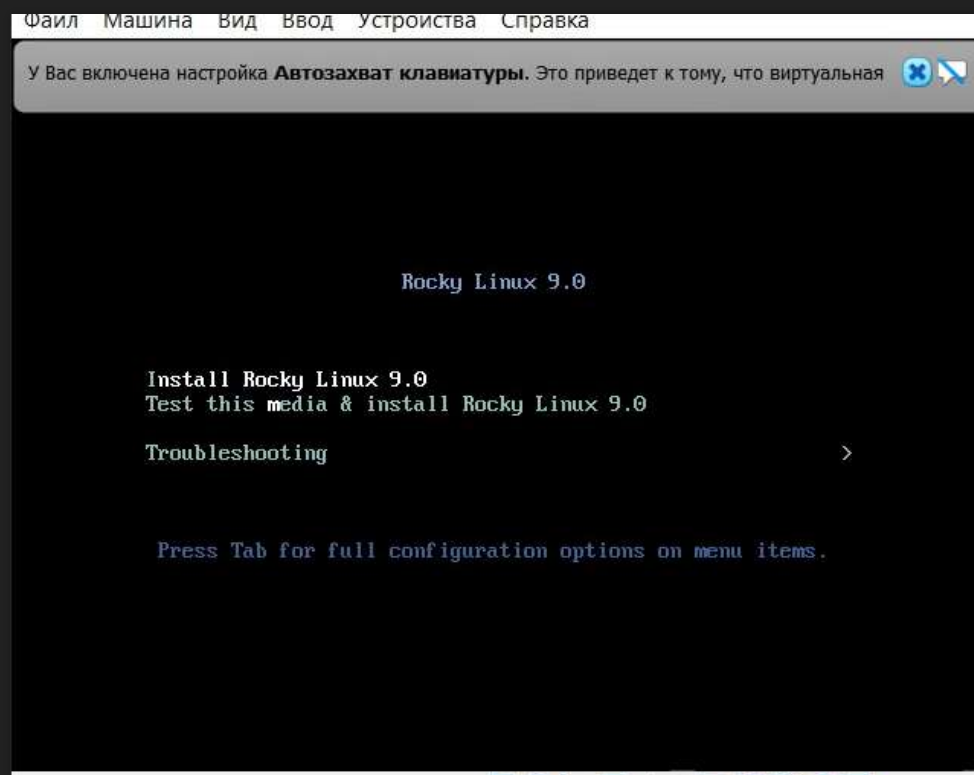 Файл Машина Вид Ввод Устройства Справка
У Вас включена настройка Автозахват клавиатуры. Это приведет к тому, что виртуальная
Rocky Linux 9.0
Install Rocky Linux 9.0
Test this media & install Rocky Linux 9.0
Troubleshooting >
Press Tab for full configuration options on menu items.